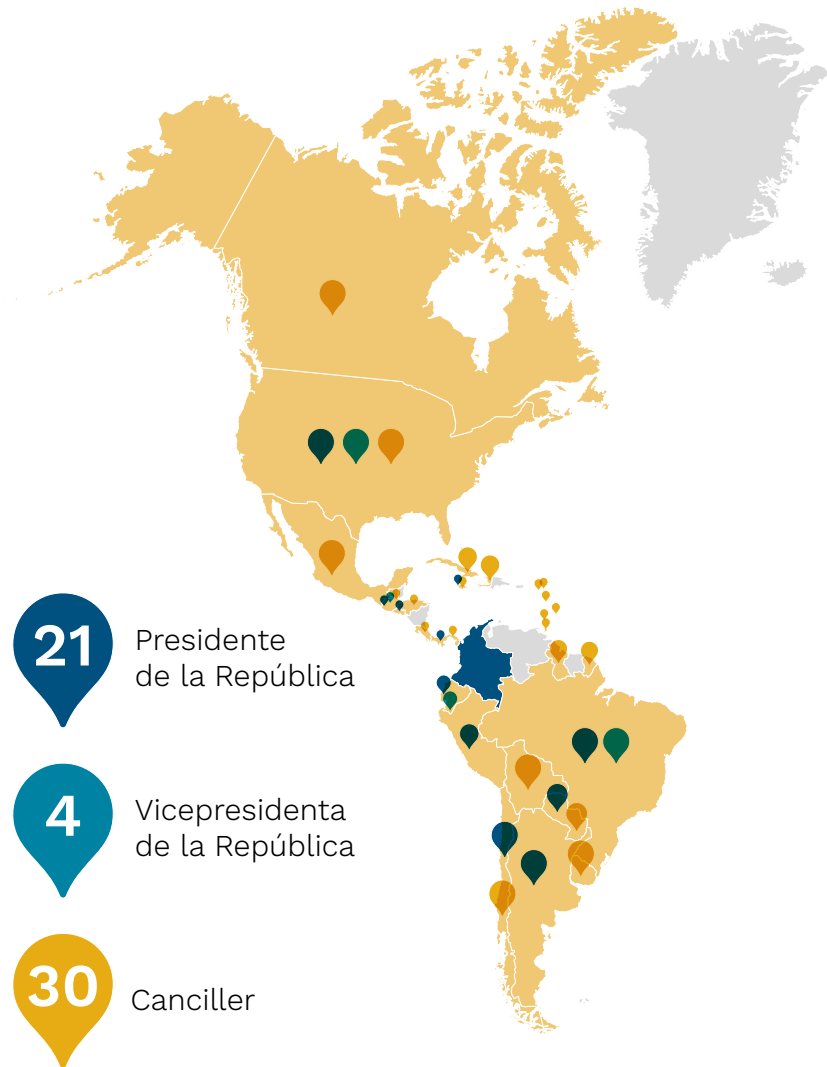 21
Presidente
de la República
4
Vicepresidenta
de la República
30
Canciller